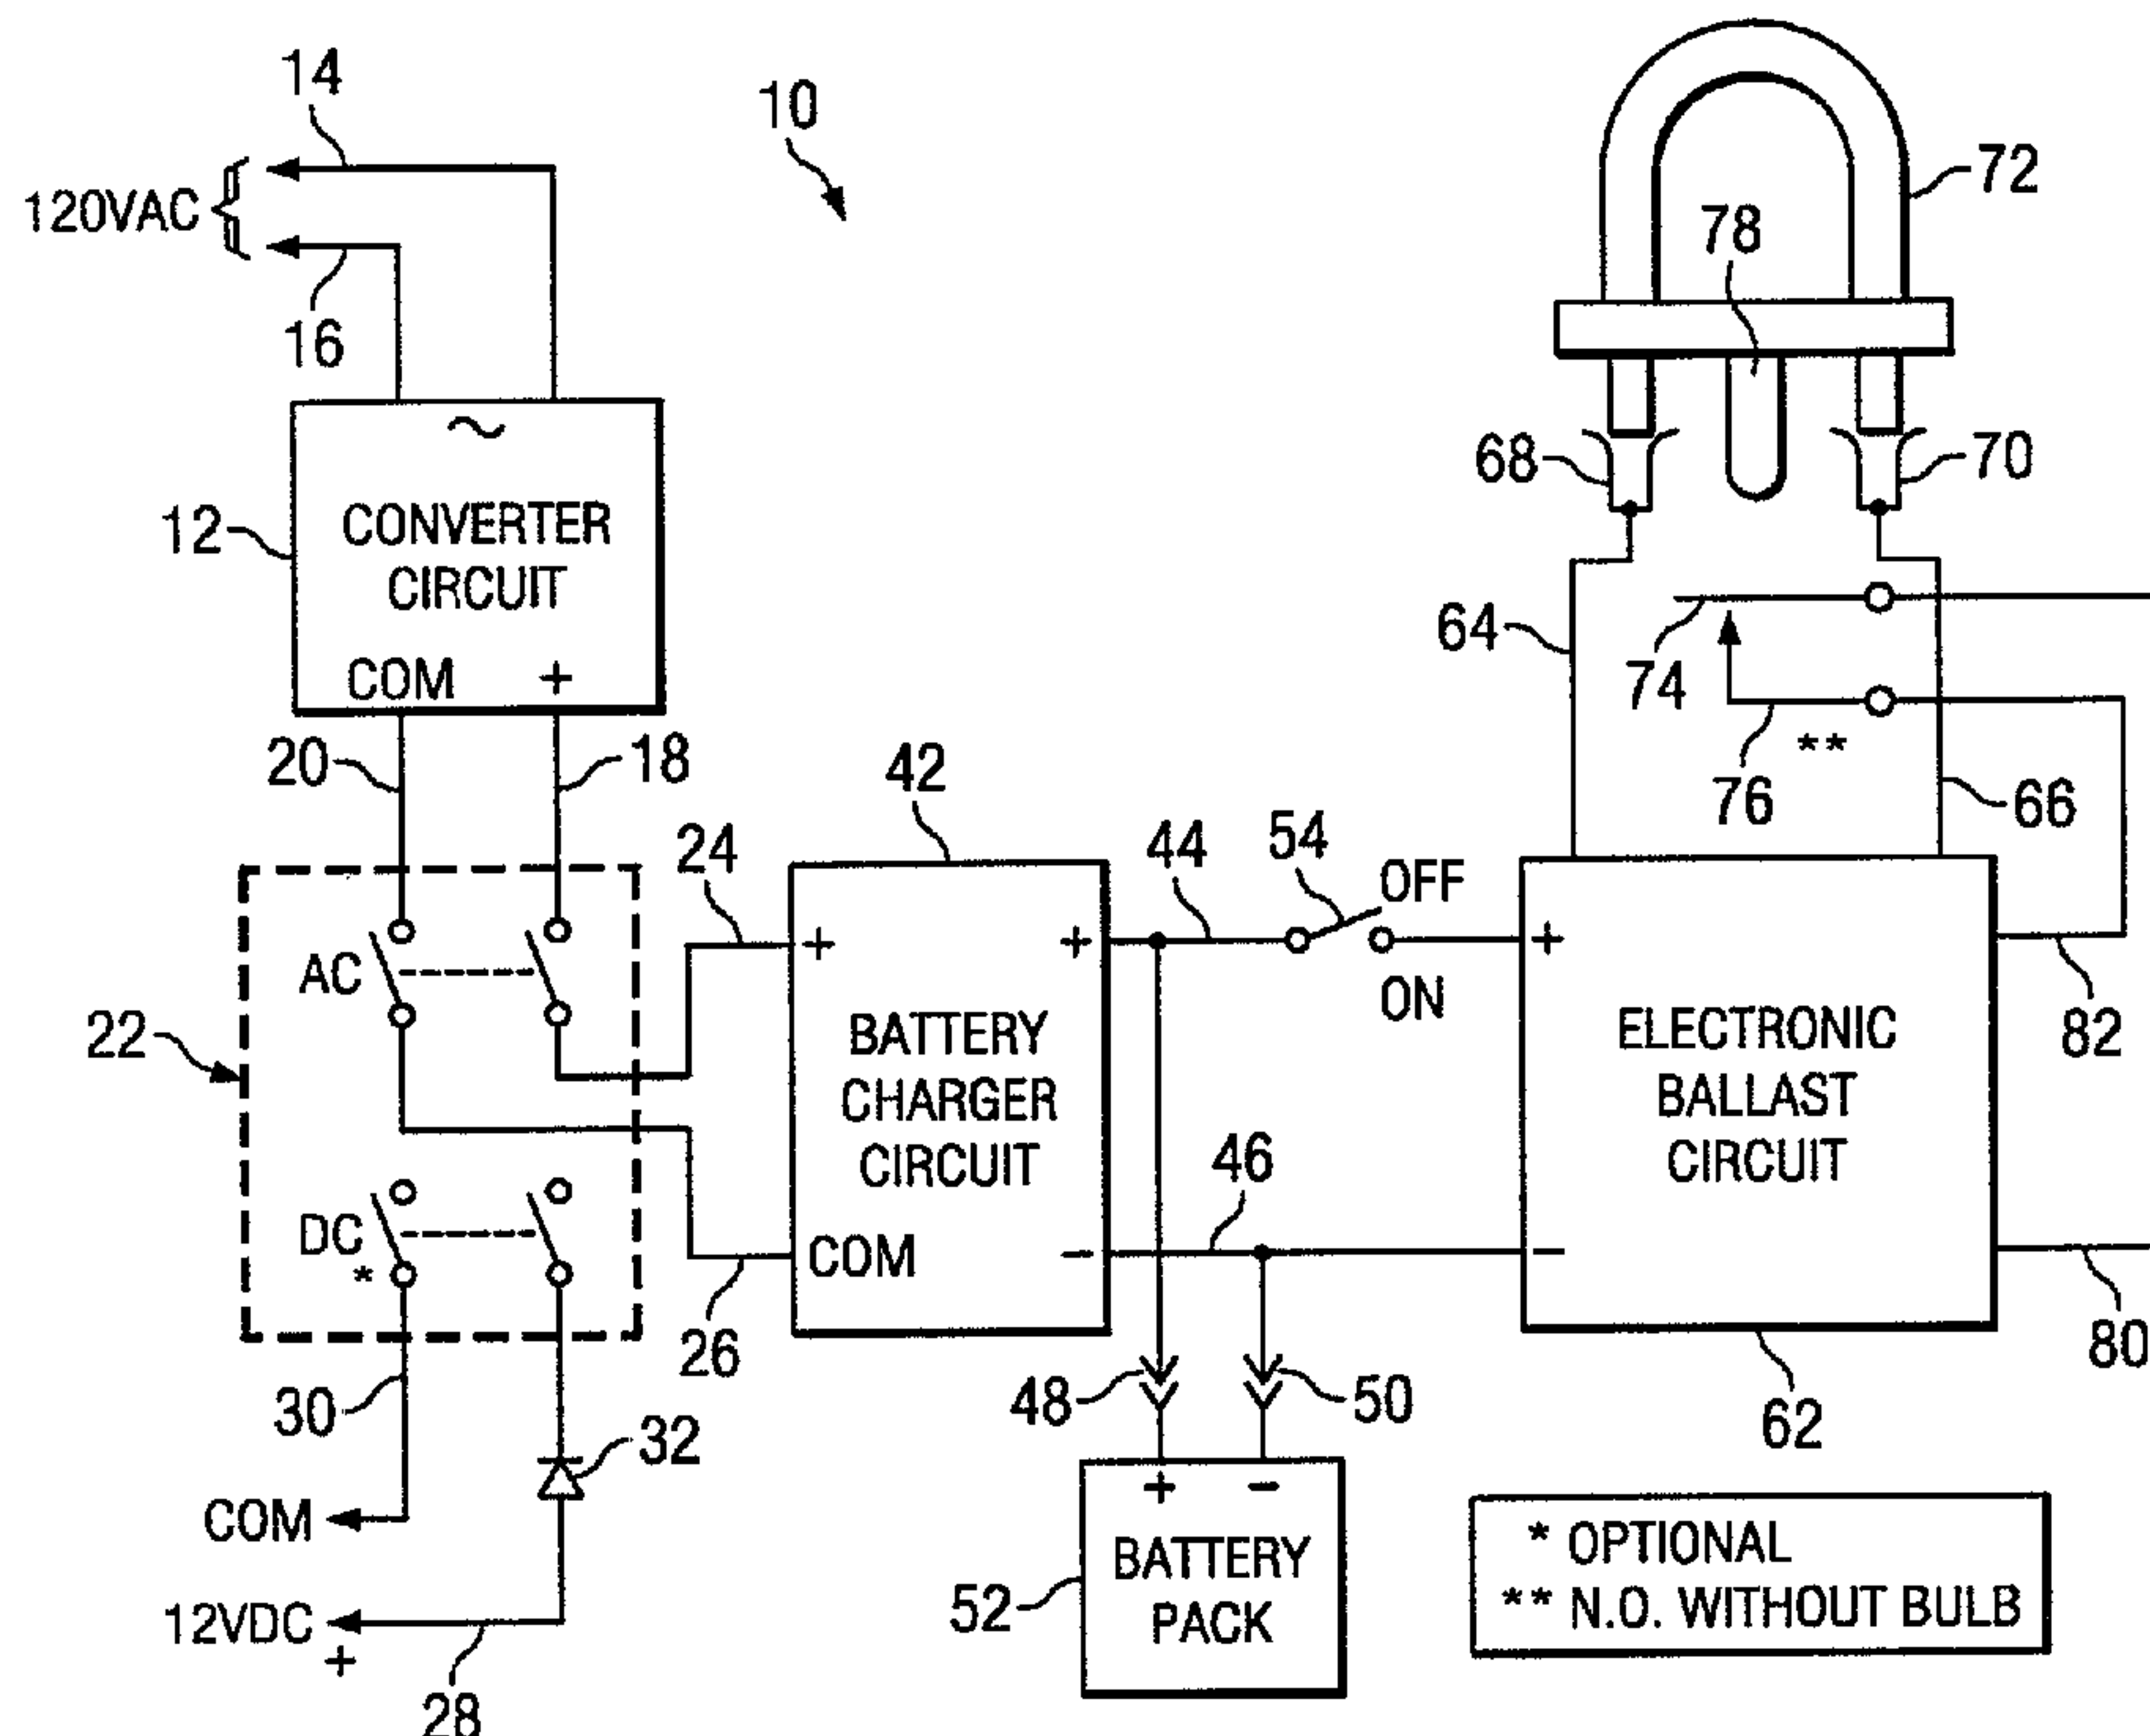 14
10
120VAC
72
78
16
~
68
70
12
CONVERTER
CIRCUIT
64
COM +
74
20
18
42
**
76
66
24
44
54
OFF
+
+
+
AC
ON
22
BATTERY
CHARGER
CIRCUIT
ELECTRONIC
BALLAST
CIRCUIT
82
46
DC
*
COM
-
-
26
80
30
48
50
32
62
+ -
COM
BATTERY
PACK
52
12VDC
+
28
* OPTIONAL
** N.O. WITHOUT BULB